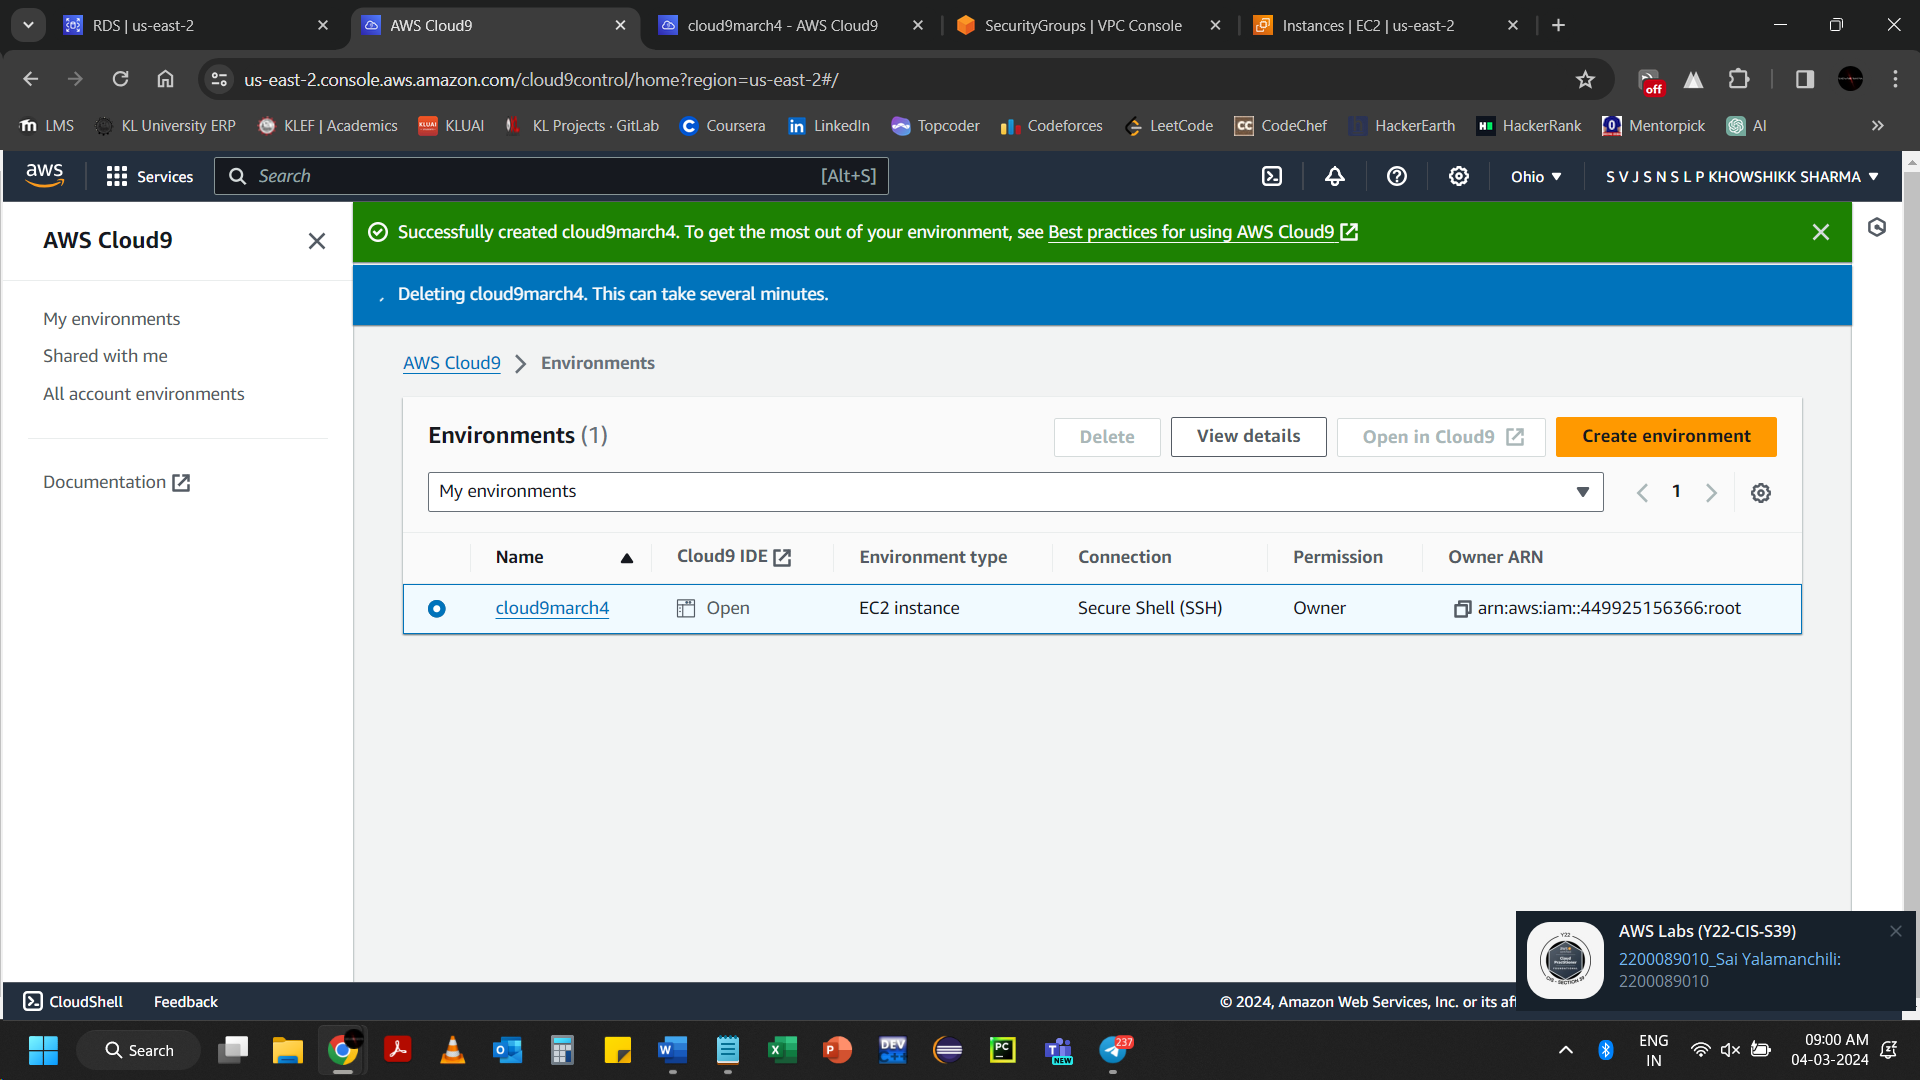 RDS | us-east-2
AWS Cloud9
cloud9march4 - AWS Cloud9
SecurityGroups | VPC Console
Instances | EC2 | us-east-2
us-east-2.console.aws.amazon.com/cloud9control/home?region=us-east-2#/
off
LMS
KL University ERP
KLEF | Academics
KLUAI
KL Projects · GitLab
Coursera
LinkedIn
Topcoder
Codeforces
LeetCode
CodeChef
HackerEarth
HackerRank
Mentorpick
AI
aws
Services
Search
[Alt+S]
Ohio
S V J S N S L P KHOWSHIKK SHARMA
AWS Cloud9
My environments
Shared with me
All account environments
Documentation
Successfully created cloud9march4. To get the most out of your environment, see Best practices for using AWS Cloud9
Deleting cloud9march4. This can take several minutes.
AWS Cloud9 > Environments
Environments (1)
Delete
View details
Open in Cloud9
Create environment
My environments
1
Name
Cloud9 IDE
Environment type
Connection
Permission
Owner ARN
cloud9march4
Open
EC2 instance
Secure Shell (SSH)
Owner
arn:aws:iam::449925156366:root
AWS Labs (Y22-CIS-S39)
2200089010_Sai Yalamanchili:
2200089010
CloudShell
Feedback
© 2024, Amazon Web Services, Inc. or its af
Search
DEV
PC
NEW
237
ENG
IN
09:00 AM
04-03-2024